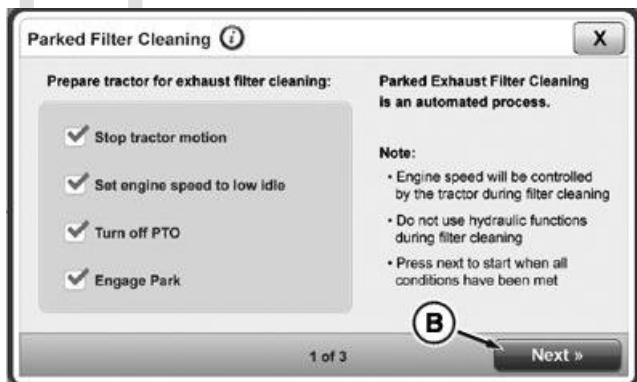 Parked Filter Cleaning i
X
Prepare tractor for exhaust filter cleaning:
Stop tractor motion
Set engine speed to low idle
Turn off PTO
Engage Park
Parked Exhaust Filter Cleaning
is an automated process.
Note:
• Engine speed will be controlled
by the tractor during filter cleaning
• Do not use hydraulic functions
during filter cleaning
• Press next to start when all
conditions have been met
B
1 of 3
Next »